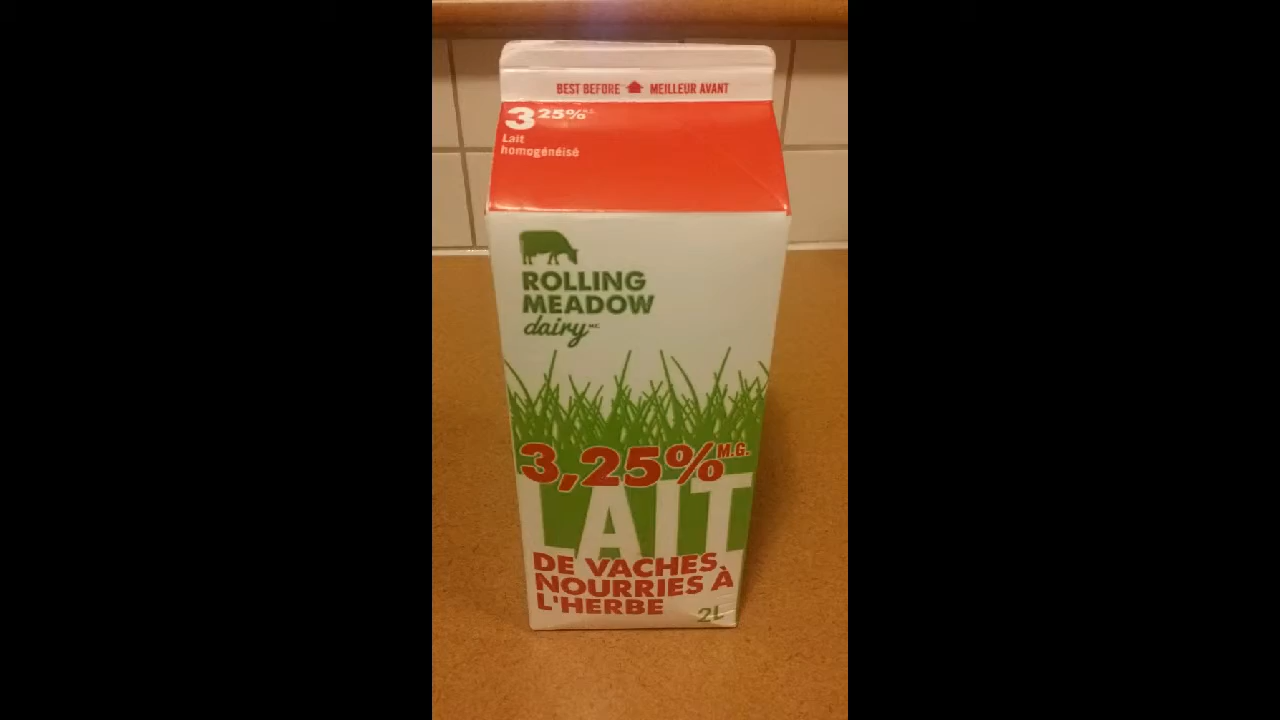 BEST BEFORE MEILLEUR AVANT
3 25%
Lait
homogénéisé
ROLLING
MEADOW
dairy MC
3,25% M.G.
LAIT
DE VACHES
NOURRIES À
L'HERBE
2L